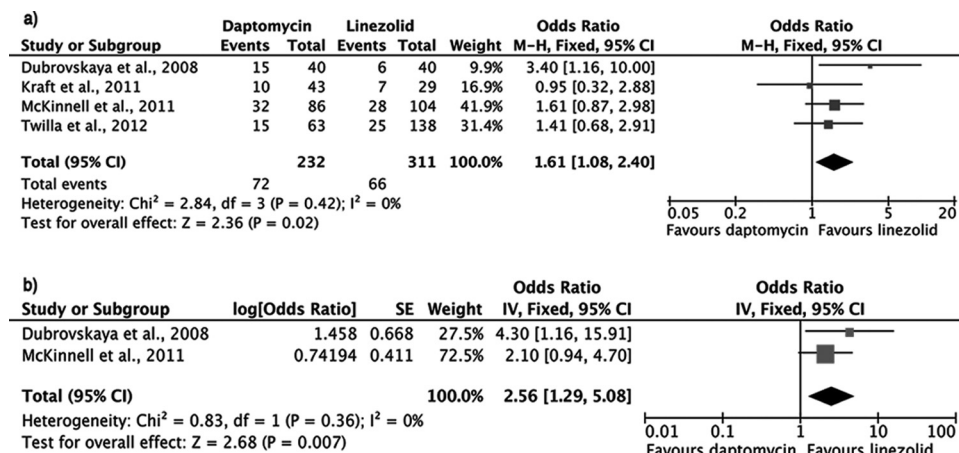 a)
Daptomycin Linezolid Odds Ratio Odds Ratio
Study or Subgroup Events Total Events Total Weight M-H, Fixed, 95% CI M-H, Fixed, 95% CI
Dubrovskaya et al., 2008 15 40 6 40 9.9% 3.40 [1.16, 10.00]
Kraft et al., 2011 10 43 7 29 16.9% 0.95 [0.32, 2.88]
McKinnell et al., 2011 32 86 28 104 41.9% 1.61 [0.87, 2.98]
Twilla et al., 2012 15 63 25 138 31.4% 1.41 [0.68, 2.91]
Total (95% CI) 232 311 100.0% 1.61 [1.08, 2.40]
Total events 72 66
Heterogeneity: Chi² = 2.84, df = 3 (P = 0.42); I² = 0%
Test for overall effect: Z = 2.36 (P = 0.02)
0.05 0.2 1 5 20
Favours daptomycin Favours linezolid
b)
Odds Ratio Odds Ratio
Study or Subgroup log[Odds Ratio] SE Weight IV, Fixed, 95% CI IV, Fixed, 95% CI
Dubrovskaya et al., 2008 1.458 0.668 27.5% 4.30 [1.16, 15.91]
McKinnell et al., 2011 0.74194 0.411 72.5% 2.10 [0.94, 4.70]
Total (95% CI) 100.0% 2.56 [1.29, 5.08]
Heterogeneity: Chi² = 0.83, df = 1 (P = 0.36); I² = 0%
Test for overall effect: Z = 2.68 (P = 0.007)
0.01 0.1 1 10 100
Favours daptomycin Favours linezolid